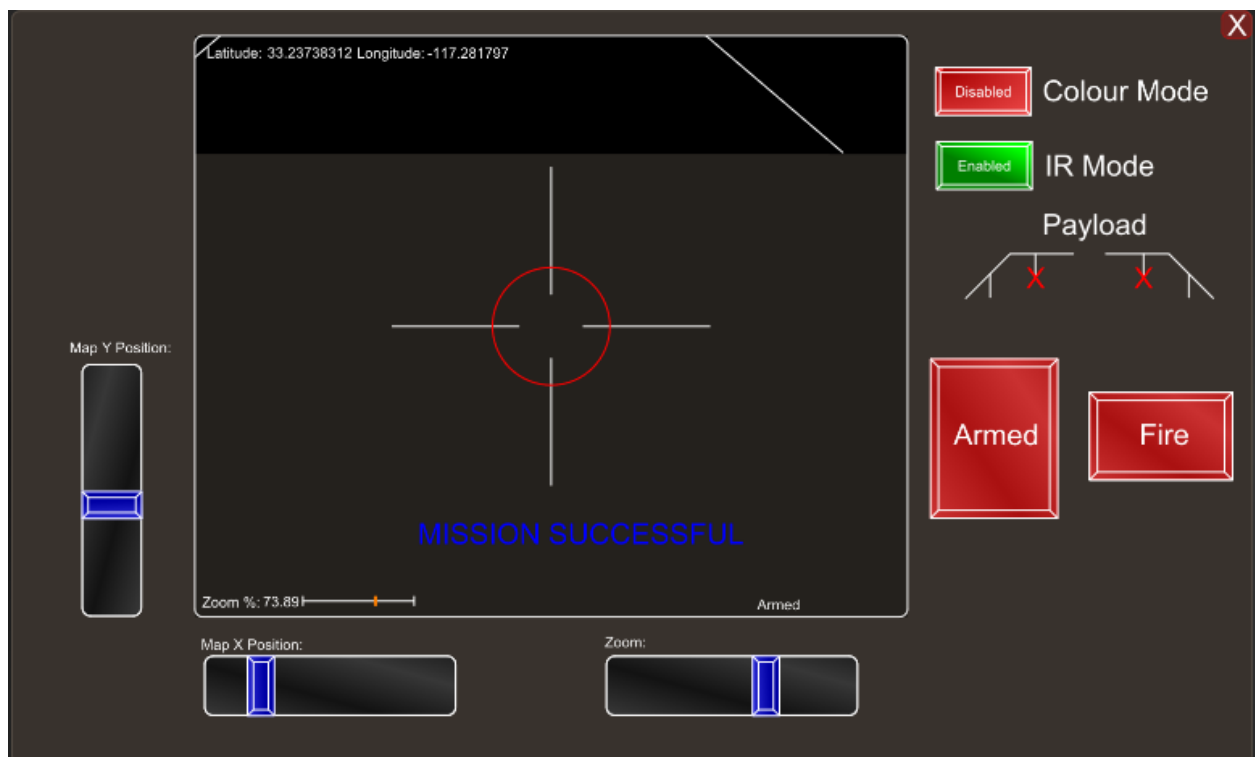 X
Latitude: 33.23738312 Longitude: -117.281797
Disabled
Colour Mode
Enabled
IR Mode
Payload
X X
Map Y Position:
Armed
Fire
MISSION SUCCESSFUL
Zoom %: 73.89
Armed
Map X Position:
Zoom: